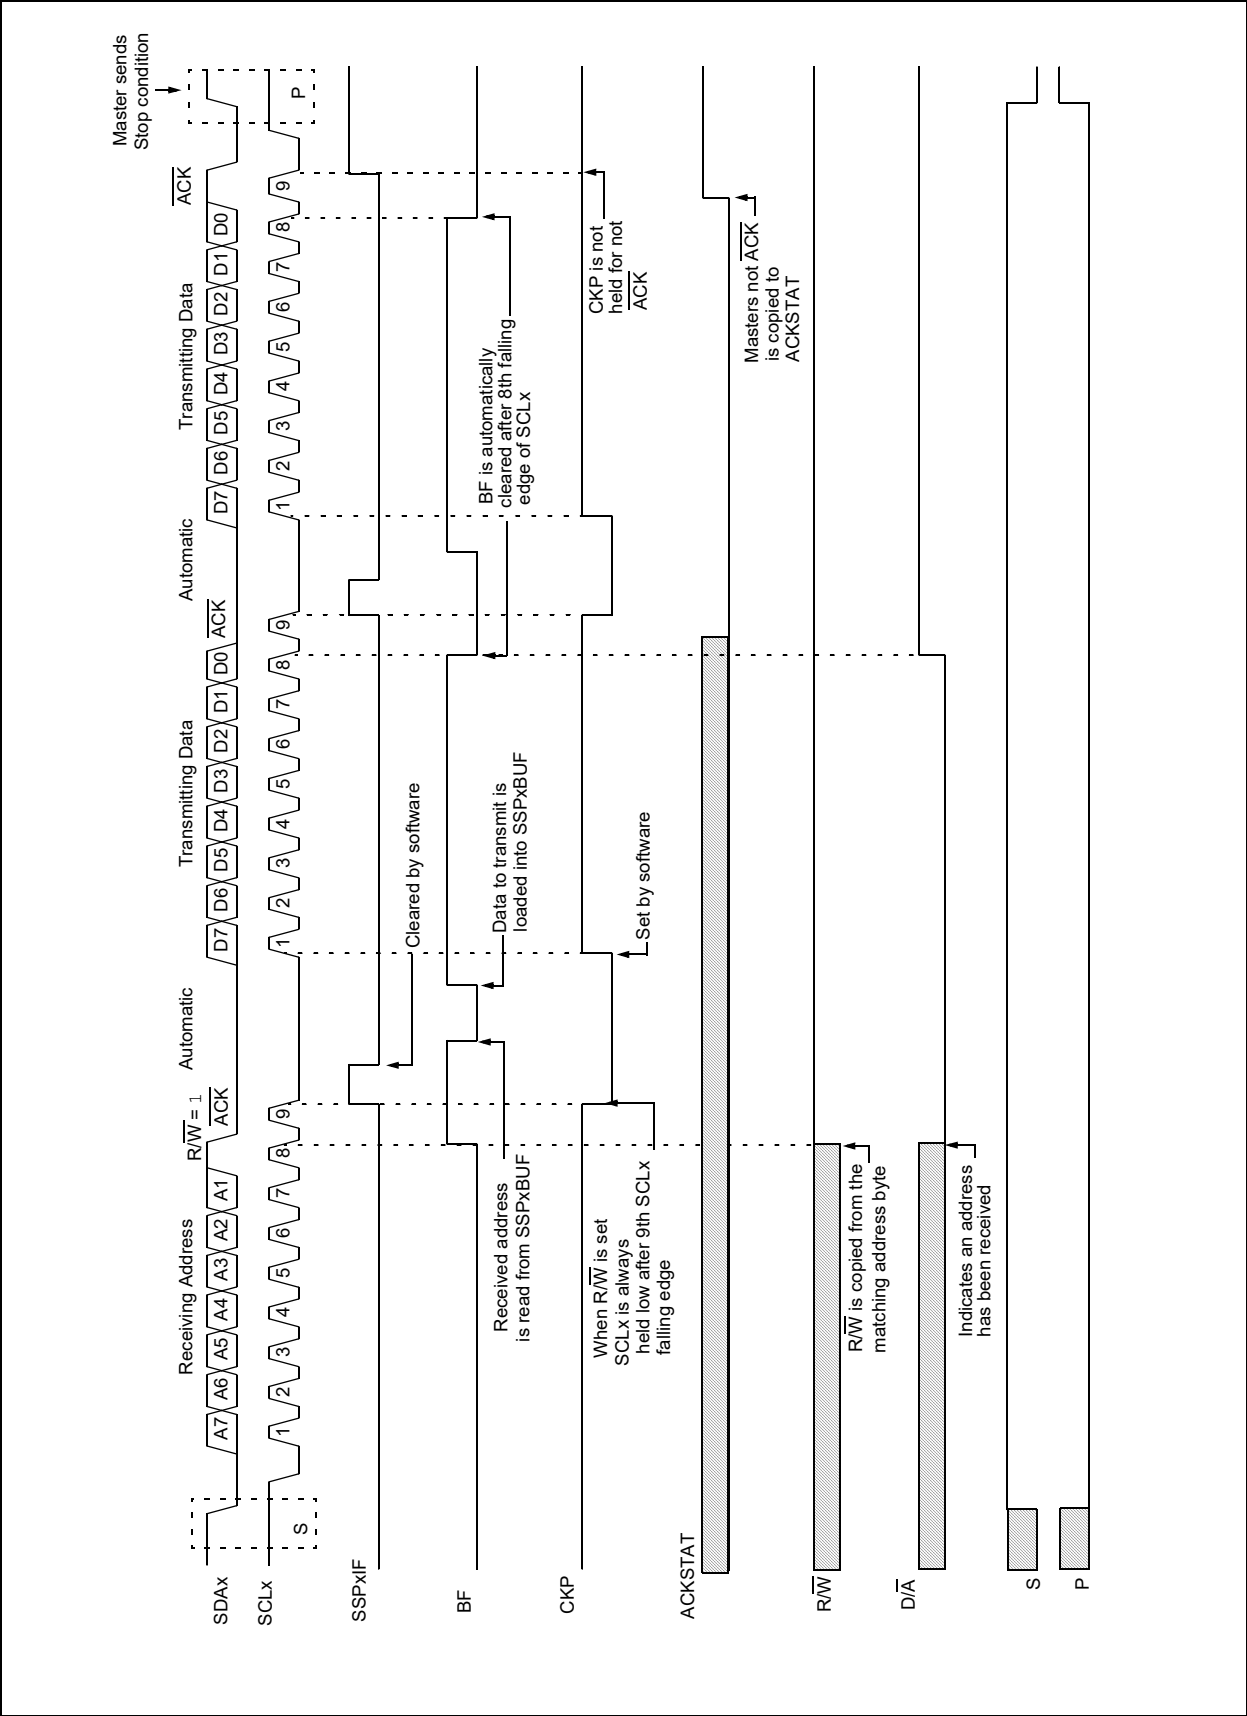 Master sends
Stop condition
Receiving Address
Automatic
Transmitting Data
Automatic
Transmitting Data
R/W̅ = 1
A̅C̅K̅
A̅C̅K̅
A̅C̅K̅
SDAx
A7 A6 A5 A4 A3 A2 A1
D7 D6 D5 D4 D3 D2 D1 D0
D7 D6 D5 D4 D3 D2 D1 D0
SCLx
S
1 2 3 4 5 6 7 8 9
1 2 3 4 5 6 7 8 9
1 2 3 4 5 6 7 8 9
P
SSPxIF
Cleared by software
BF
Received address
is read from SSPxBUF
Data to transmit is
loaded into SSPxBUF
BF is automatically
cleared after 8th falling
edge of SCLx
CKP
When R/W̅ is set
SCLx is always
held low after 9th SCLx
falling edge
Set by software
CKP is not
held for not
A̅C̅K̅
ACKSTAT
Masters not A̅C̅K̅
is copied to
ACKSTAT
R/W̅
R/W̅ is copied from the
matching address byte
D/A̅
Indicates an address
has been received
S
P